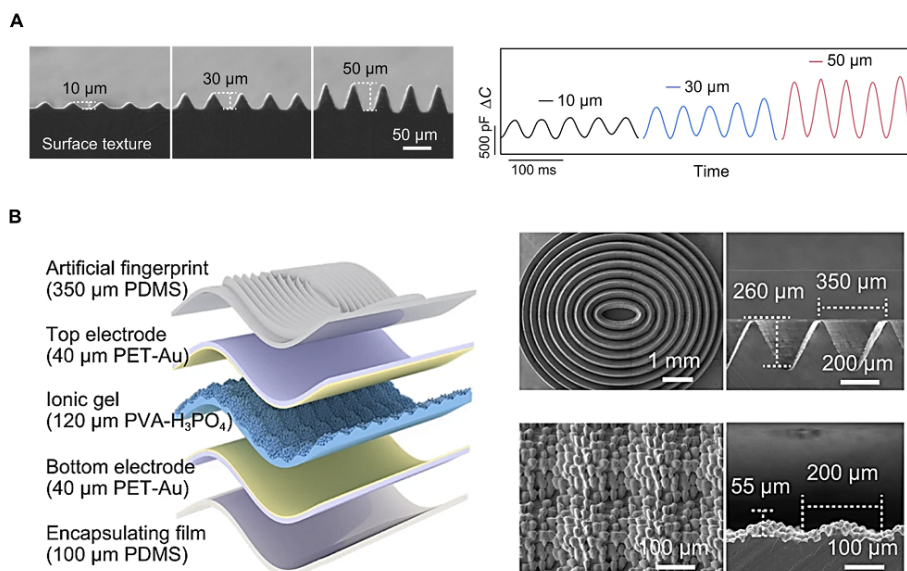 A
10 μm
30 μm
50 μm
Surface texture
50 μm
500 pF ΔC
10 μm
30 μm
50 μm
100 ms
Time
B
Artificial fingerprint
(350 μm PDMS)
Top electrode
(40 μm PET-Au)
Ionic gel
(120 μm PVA-H₃PO₄)
Bottom electrode
(40 μm PET-Au)
Encapsulating film
(100 μm PDMS)
1 mm
260 μm
350 μm
200 μm
100 μm
55 μm
200 μm
100 μm